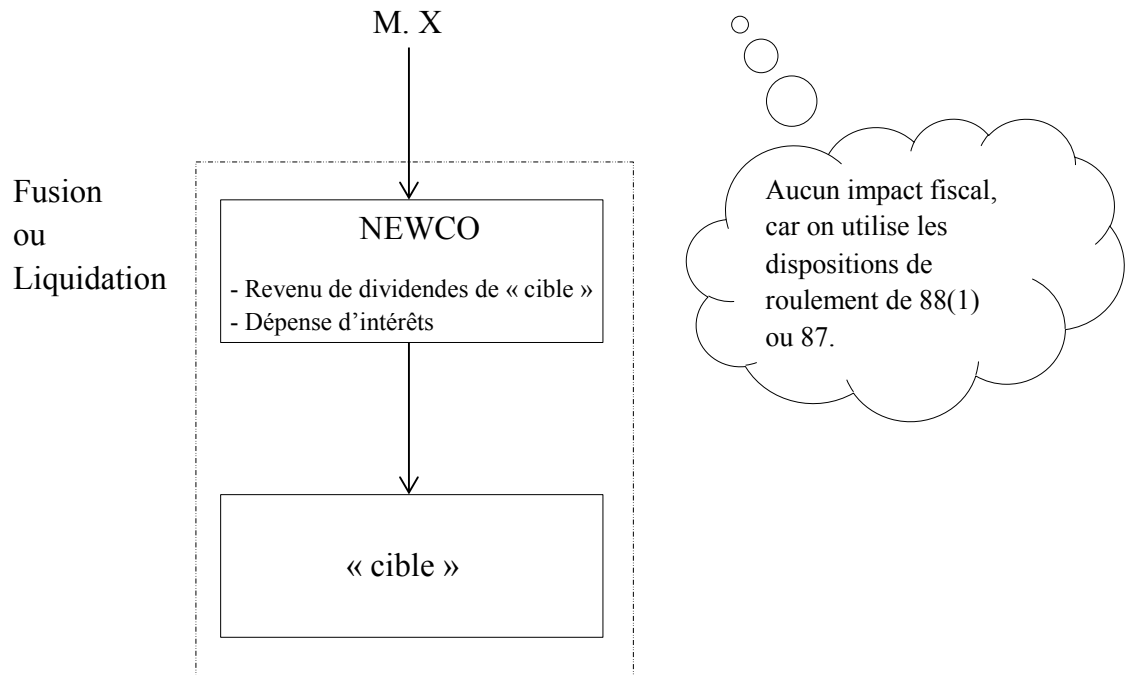 M. X
Fusion
ou
Liquidation
NEWCO
- Revenu de dividendes de « cible »
- Dépense d’intérêts
« cible »
Aucun impact fiscal,
car on utilise les
dispositions de
roulement de 88(1)
ou 87.